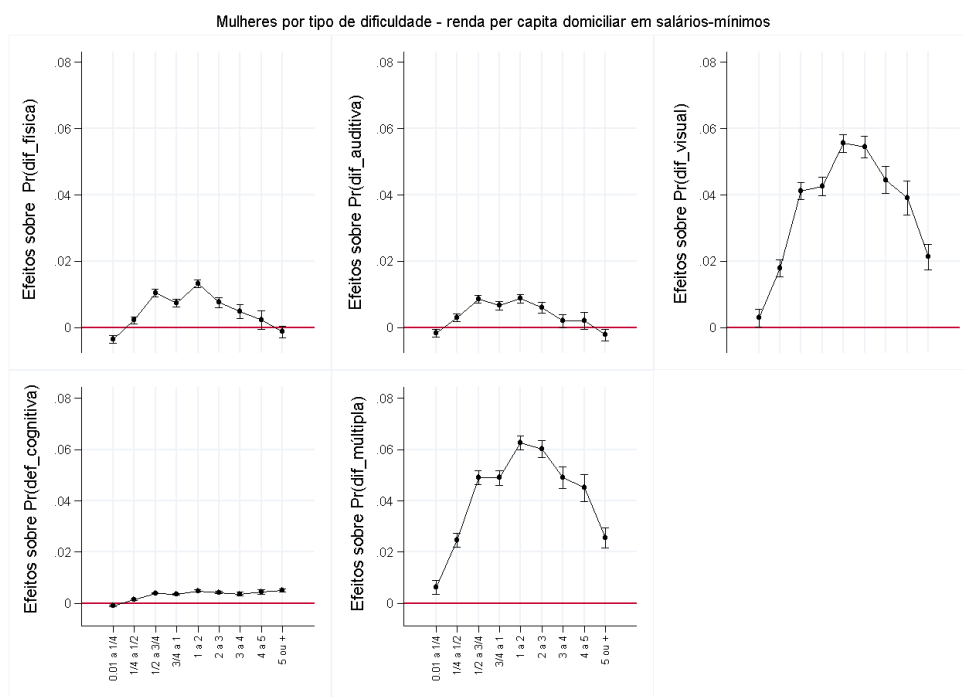 Mulheres por tipo de dificuldade - renda per capita domiciliar em salários-mínimos
Efeitos sobre Pr(dif_física)
.08
.06
.04
.02
0
Efeitos sobre Pr(dif_auditiva)
.08
.06
.04
.02
0
Efeitos sobre Pr(dif_visual)
.08
.06
.04
.02
0
Efeitos sobre Pr(def_cognitiva)
.08
.06
.04
.02
0
0.01 a 1/4
1/4 a 1/2
1/2 a 3/4
3/4 a 1
1 a 2
2 a 3
3 a 4
4 a 5
5 ou +
Efeitos sobre Pr(dif_múltipla)
.08
.06
.04
.02
0
0.01 a 1/4
1/4 a 1/2
1/2 a 3/4
3/4 a 1
1 a 2
2 a 3
3 a 4
4 a 5
5 ou +